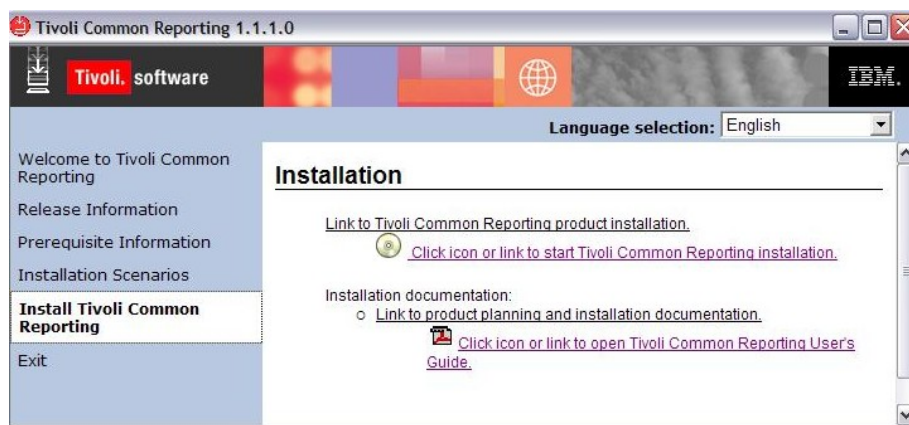 Tivoli Common Reporting 1.1.1.0
Tivoli. software
IBM.
Language selection: English
Welcome to Tivoli Common
Reporting
Release Information
Prerequisite Information
Installation Scenarios
Install Tivoli Common
Reporting
Exit
Installation
Link to Tivoli Common Reporting product installation.
Click icon or link to start Tivoli Common Reporting installation.
Installation documentation:
Link to product planning and installation documentation.
Click icon or link to open Tivoli Common Reporting User's
Guide.